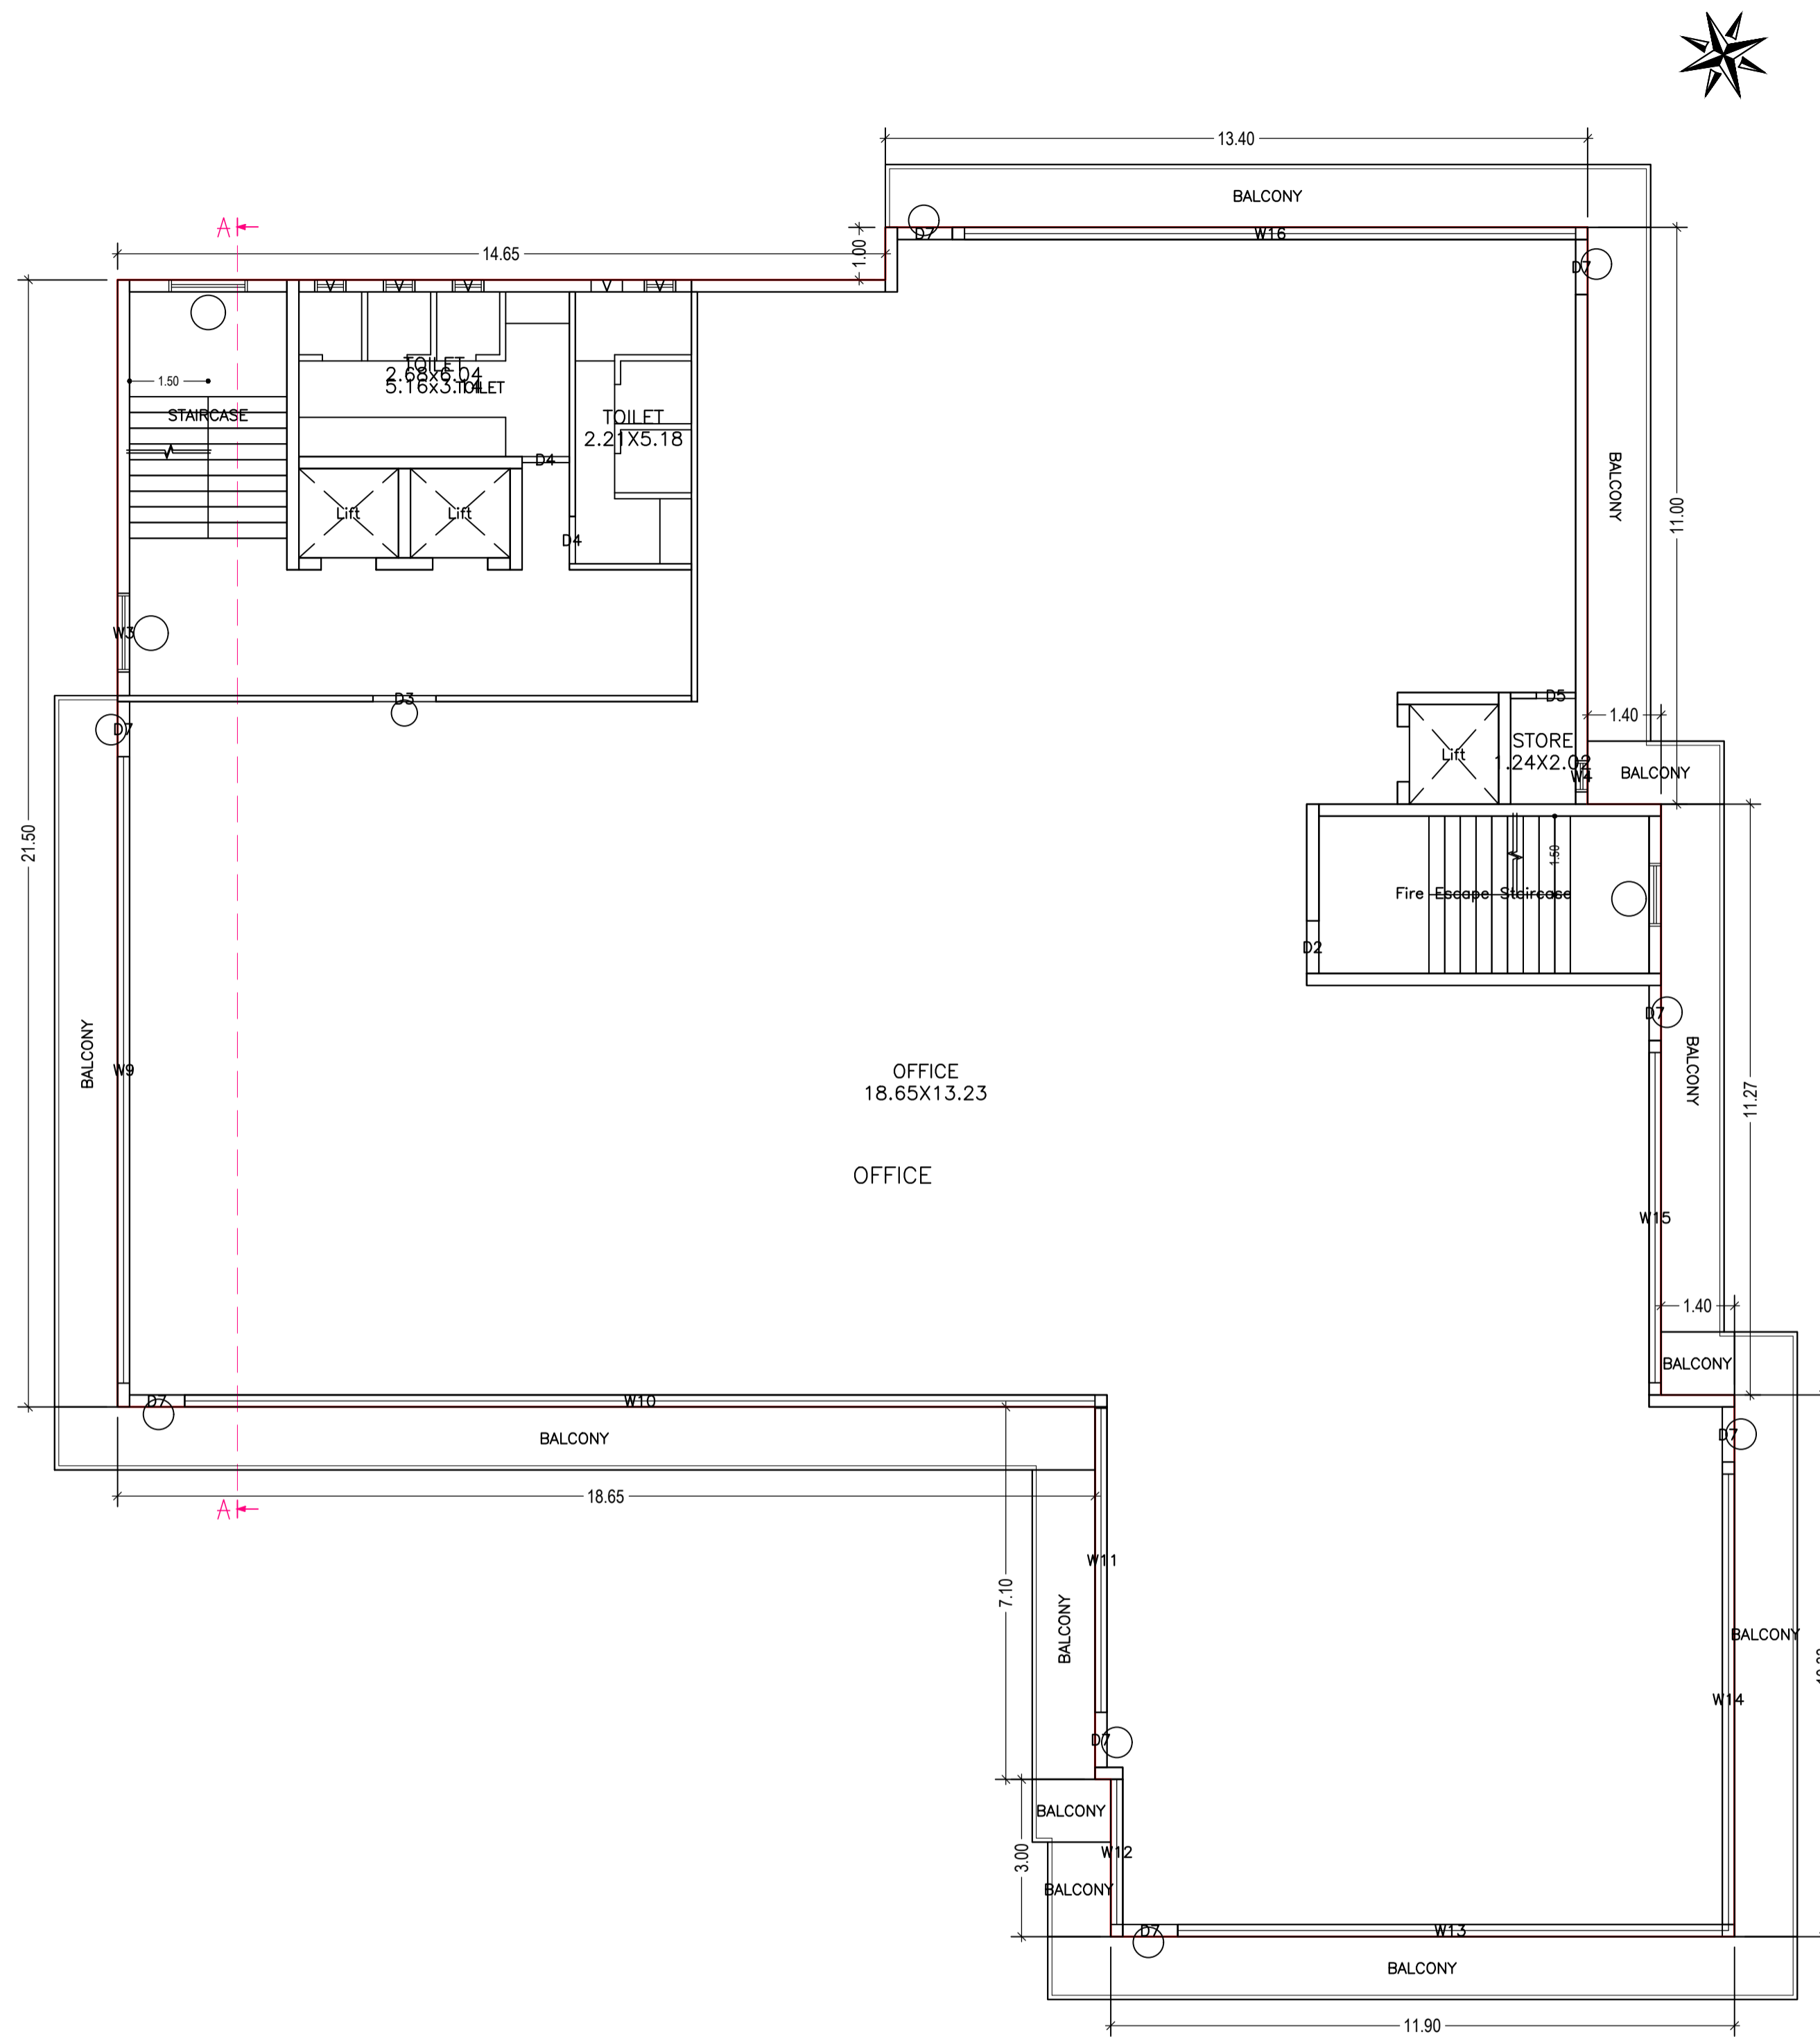 13.40
BALCONY
A
D7
W16
14.65
1.00
D7
V
V
V
V
V
TOILET
2.68x6.04
TOILET
1.50
STAIRCASE
TOILET
2.21X5.18
BALCONY
D4
11.00
Lift
Lift
D4
W3
D3
D5
1.40
D7
STORE
1.24X2.02
Lift
BALCONY
W4
21.50
1.50
Fire Escape Staircase
D2
D7
BALCONY
W9
OFFICE
18.65X13.23
BALCONY
11.27
OFFICE
W15
1.40
BALCONY
D7
W10
D7
BALCONY
18.65
A
W11
7.10
BALCONY
BALCONY
W14
D7
BALCONY
3.00
W12
BALCONY
D7
W13
BALCONY
11.90